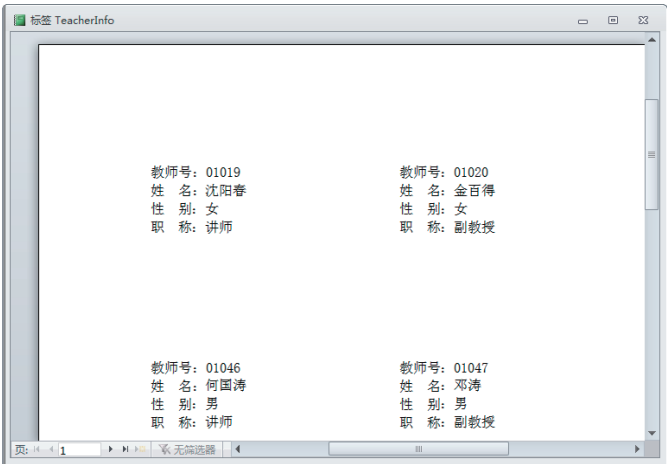 标签 TeacherInfo
教师号：01019
姓　名：沈阳春
性　别：女
职　称：讲师
教师号：01020
姓　名：金百得
性　别：女
职　称：副教授
教师号：01046
姓　名：何国涛
性　别：男
职　称：讲师
教师号：01047
姓　名：邓涛
性　别：男
职　称：副教授
页: 1 无筛选器